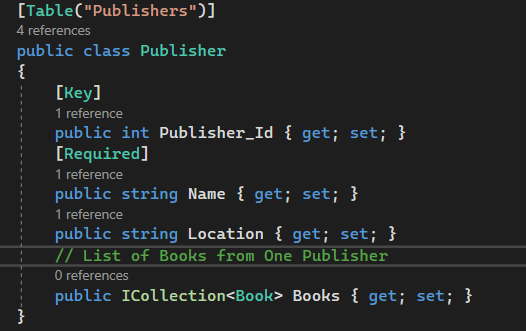 [Table("Publishers")]
4 references
public class Publisher
{
[Key]
1 reference
public int Publisher_Id { get; set; }
[Required]
1 reference
public string Name { get; set; }
1 reference
public string Location { get; set; }
// List of Books from One Publisher
0 references
public ICollection<Book> Books { get; set; }
}